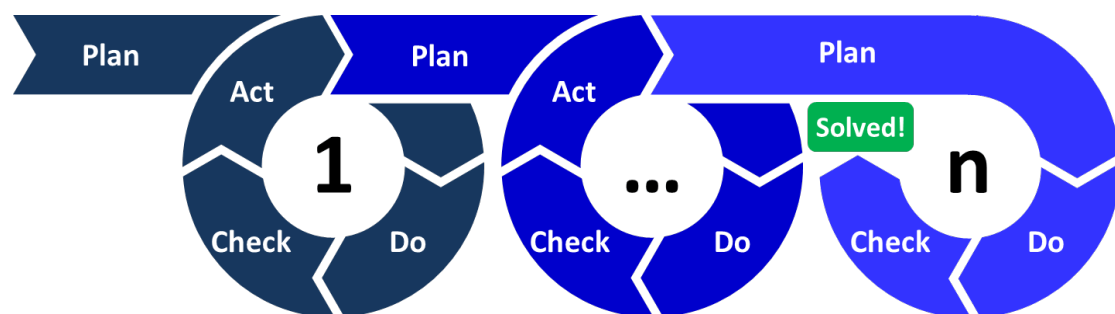 Plan
Act
1
Check
Do
Plan
Act
...
Check
Do
Plan
Solved!
n
Check
Do